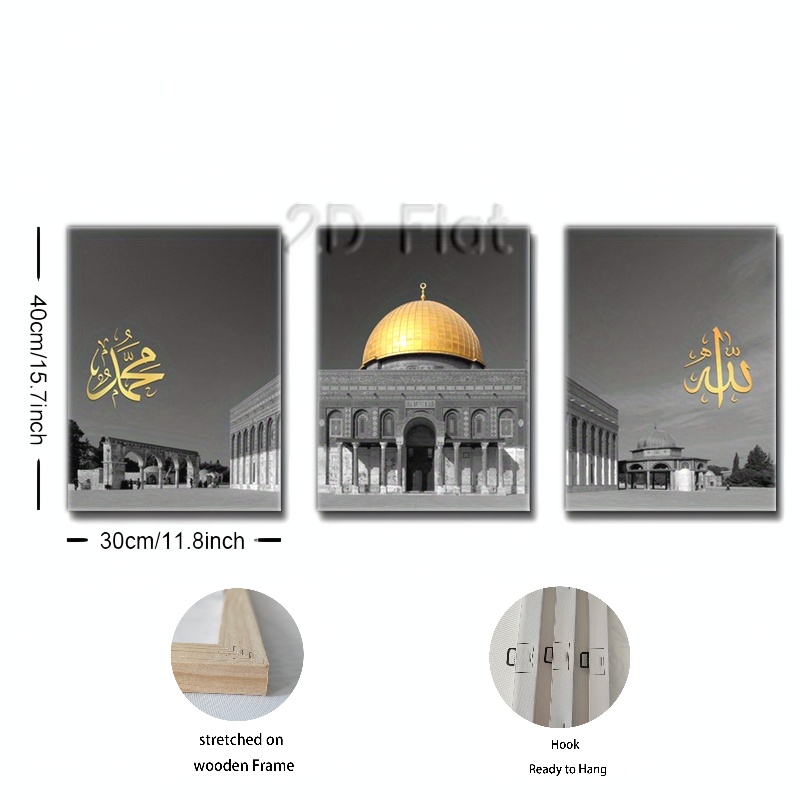 2D Flat
40cm/15.7inch
محمد
الله
30cm/11.8inch
stretched on
wooden Frame
Hook
Ready to Hang